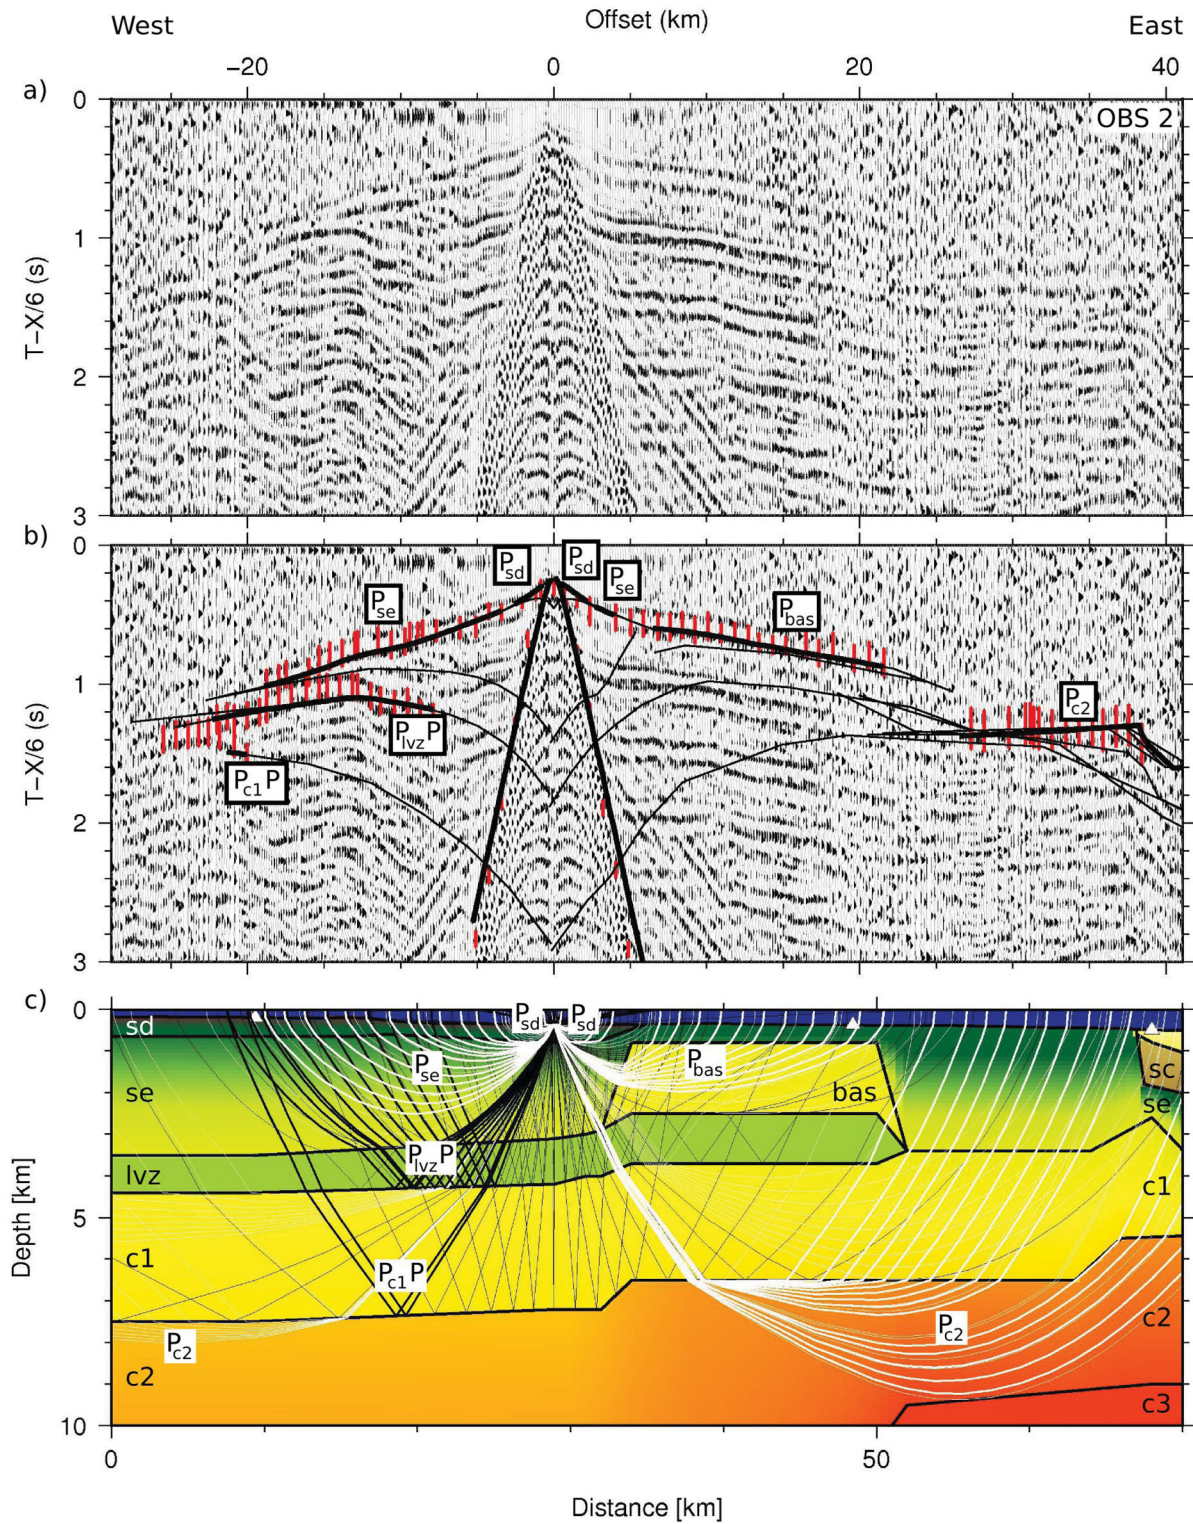 West Offset (km) East
−20 0 20 40
a)
0
OBS 2
1
T−X/6 (s)
2
3
b)
0
Psd Psd
Pse Pse
Pbas
1
Pc2
PlvzP
T−X/6 (s)
Pc1P
2
3
c)
0
sd Psd Psd
Pse Pbas
se bas sc
se
PlvzP
lvz
c1
5
Depth [km]
c1 Pc1P
Pc2 Pc2 c2
c2
c3
10
0 50
Distance [km]